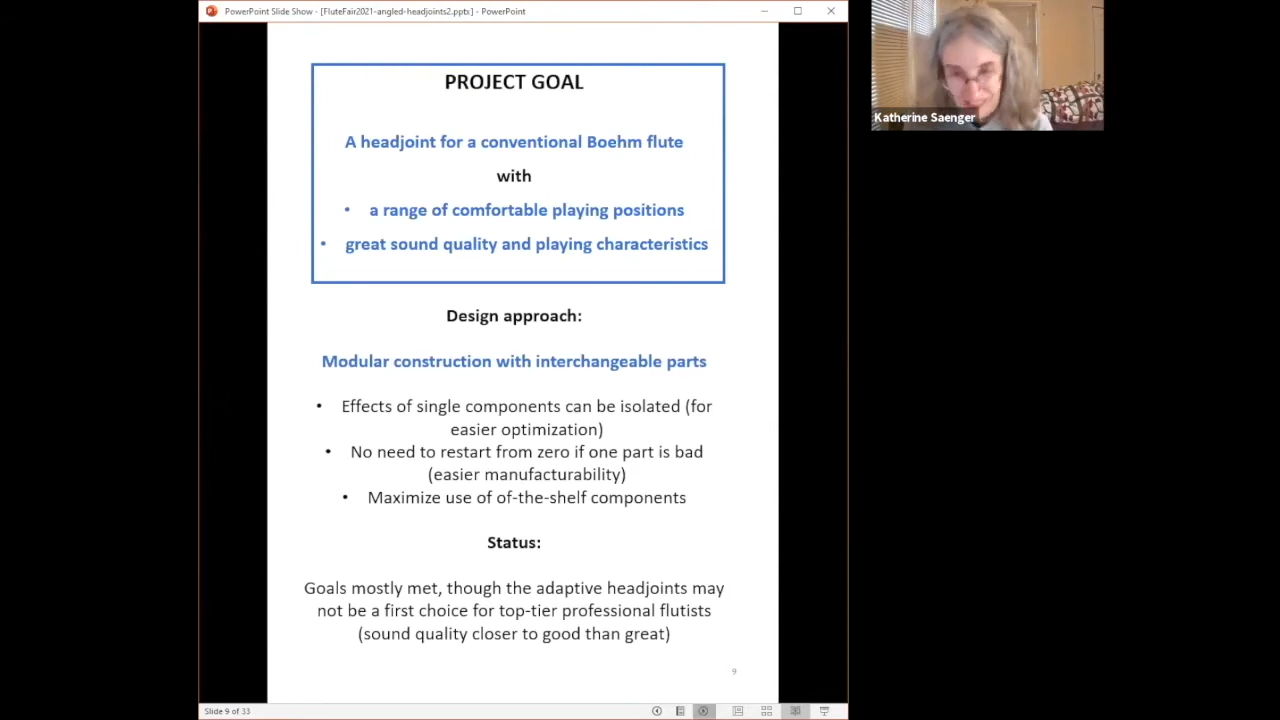 PowerPoint Slide Show - [FluteFair2021-angled-headjoints2.pptx] - PowerPoint
PROJECT GOAL
A headjoint for a conventional Boehm flute
with
• a range of comfortable playing positions
• great sound quality and playing characteristics
Design approach:
Modular construction with interchangeable parts
• Effects of single components can be isolated (for
easier optimization)
• No need to restart from zero if one part is bad
(easier manufacturability)
• Maximize use of of-the-shelf components
Status:
Goals mostly met, though the adaptive headjoints may
not be a first choice for top-tier professional flutists
(sound quality closer to good than great)
9
Slide 9 of 33
Katherine Saenger